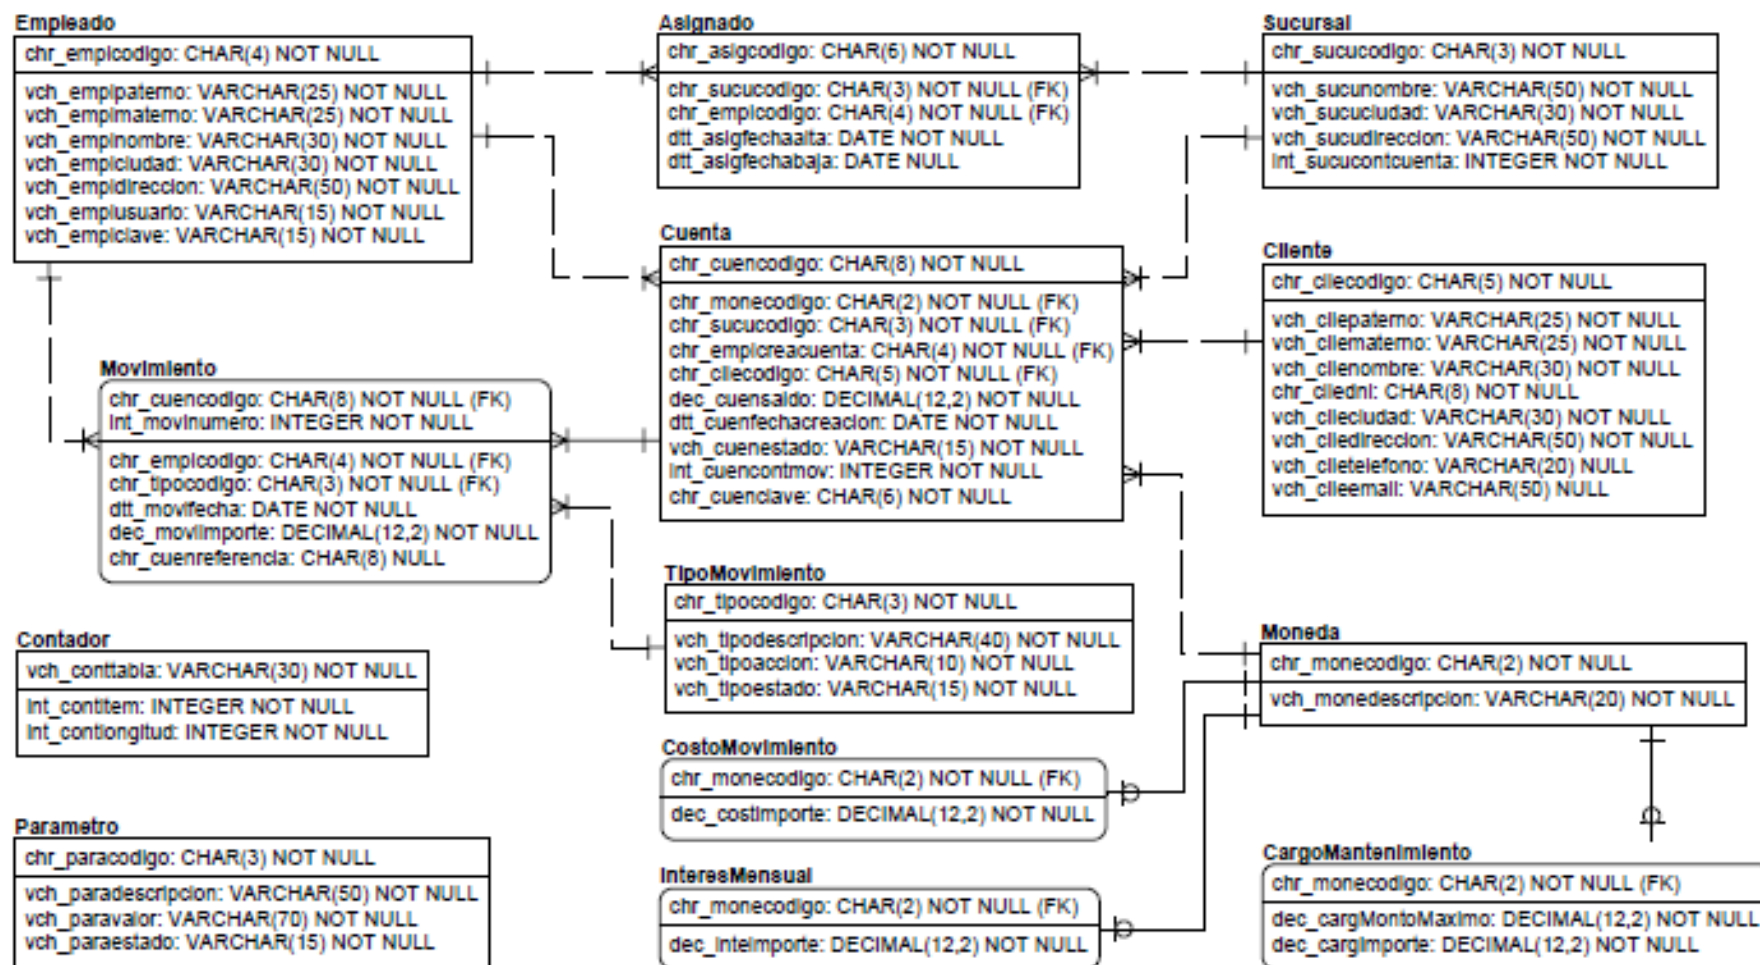 Empleado
chr_emplcodigo: CHAR(4) NOT NULL
vch_emplpaterno: VARCHAR(25) NOT NULL
vch_emplmaterno: VARCHAR(25) NOT NULL
vch_emplnombre: VARCHAR(30) NOT NULL
vch_emplciudad: VARCHAR(30) NOT NULL
vch_empldireccion: VARCHAR(50) NOT NULL
vch_emplusuario: VARCHAR(15) NOT NULL
vch_emplclave: VARCHAR(15) NOT NULL
Asignado
chr_asigcodigo: CHAR(6) NOT NULL
chr_sucucodigo: CHAR(3) NOT NULL (FK)
chr_emplcodigo: CHAR(4) NOT NULL (FK)
dtt_asigfechaalta: DATE NOT NULL
dtt_asigfechabaja: DATE NULL
Sucursal
chr_sucucodigo: CHAR(3) NOT NULL
vch_sucunombre: VARCHAR(50) NOT NULL
vch_sucuciudad: VARCHAR(30) NOT NULL
vch_sucudireccion: VARCHAR(50) NOT NULL
int_sucucontcuenta: INTEGER NOT NULL
Cuenta
chr_cuencodigo: CHAR(8) NOT NULL
chr_monecodigo: CHAR(2) NOT NULL (FK)
chr_sucucodigo: CHAR(3) NOT NULL (FK)
chr_emplcreacuenta: CHAR(4) NOT NULL (FK)
chr_cliecodigo: CHAR(5) NOT NULL (FK)
dec_cuensaldo: DECIMAL(12,2) NOT NULL
dtt_cuenfechacreacion: DATE NOT NULL
vch_cuenestado: VARCHAR(15) NOT NULL
int_cuencontmov: INTEGER NOT NULL
chr_cuenclave: CHAR(6) NOT NULL
Cliente
chr_cliecodigo: CHAR(5) NOT NULL
vch_cliepaterno: VARCHAR(25) NOT NULL
vch_cliematerno: VARCHAR(25) NOT NULL
vch_clienombre: VARCHAR(30) NOT NULL
chr_cliedni: CHAR(8) NOT NULL
vch_clieciudad: VARCHAR(30) NOT NULL
vch_cliedireccion: VARCHAR(50) NOT NULL
vch_clietelefono: VARCHAR(20) NULL
vch_clieemail: VARCHAR(50) NULL
Movimiento
chr_cuencodigo: CHAR(8) NOT NULL (FK)
int_movinumero: INTEGER NOT NULL
chr_emplcodigo: CHAR(4) NOT NULL (FK)
chr_tipocodigo: CHAR(3) NOT NULL (FK)
dtt_movifecha: DATE NOT NULL
dec_moviimporte: DECIMAL(12,2) NOT NULL
chr_cuenreferencia: CHAR(8) NULL
TipoMovimiento
chr_tipocodigo: CHAR(3) NOT NULL
vch_tipodescripcion: VARCHAR(40) NOT NULL
vch_tipoaccion: VARCHAR(10) NOT NULL
vch_tipoestado: VARCHAR(15) NOT NULL
Contador
vch_conttabla: VARCHAR(30) NOT NULL
int_contitem: INTEGER NOT NULL
int_contlongitud: INTEGER NOT NULL
Moneda
chr_monecodigo: CHAR(2) NOT NULL
vch_monedescripcion: VARCHAR(20) NOT NULL
CostoMovimiento
chr_monecodigo: CHAR(2) NOT NULL (FK)
dec_costimporte: DECIMAL(12,2) NOT NULL
Parametro
chr_paracodigo: CHAR(3) NOT NULL
vch_paradescripcion: VARCHAR(50) NOT NULL
vch_paravalor: VARCHAR(70) NOT NULL
vch_paraestado: VARCHAR(15) NOT NULL
InteresMensual
chr_monecodigo: CHAR(2) NOT NULL (FK)
dec_inteimporte: DECIMAL(12,2) NOT NULL
CargoMantenimiento
chr_monecodigo: CHAR(2) NOT NULL (FK)
dec_cargMontoMaximo: DECIMAL(12,2) NOT NULL
dec_cargImporte: DECIMAL(12,2) NOT NULL